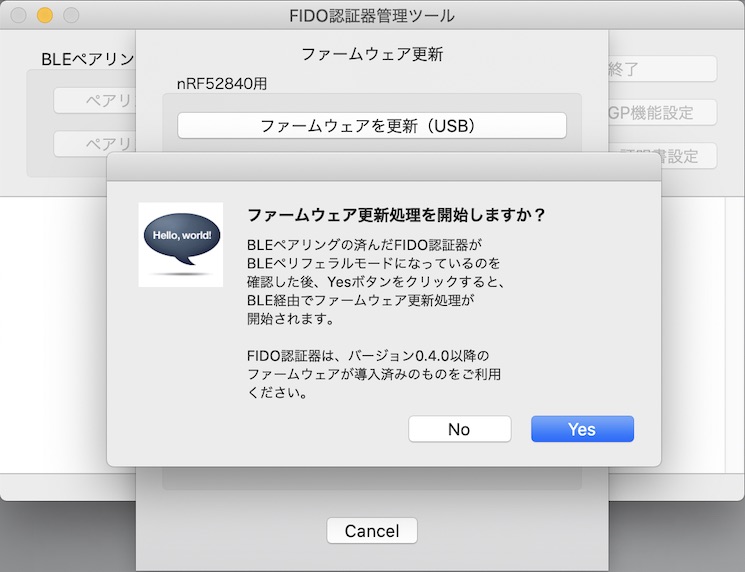 FIDO認証器管理ツール
ファームウェア更新
BLEペアリン
nRF52840用
終了
ペアリ
ファームウェアを更新（USB）
GP機能設定
ペアリ
証明書設定
Hello, world!
ファームウェア更新処理を開始しますか？
BLEペアリングの済んだFIDO認証器が
BLEペリフェラルモードになっているのを
確認した後、Yesボタンをクリックすると、
BLE経由でファームウェア更新処理が
開始されます。
FIDO認証器は、バージョン0.4.0以降の
ファームウェアが導入済みのものをご利用
ください。
No
Yes
Cancel